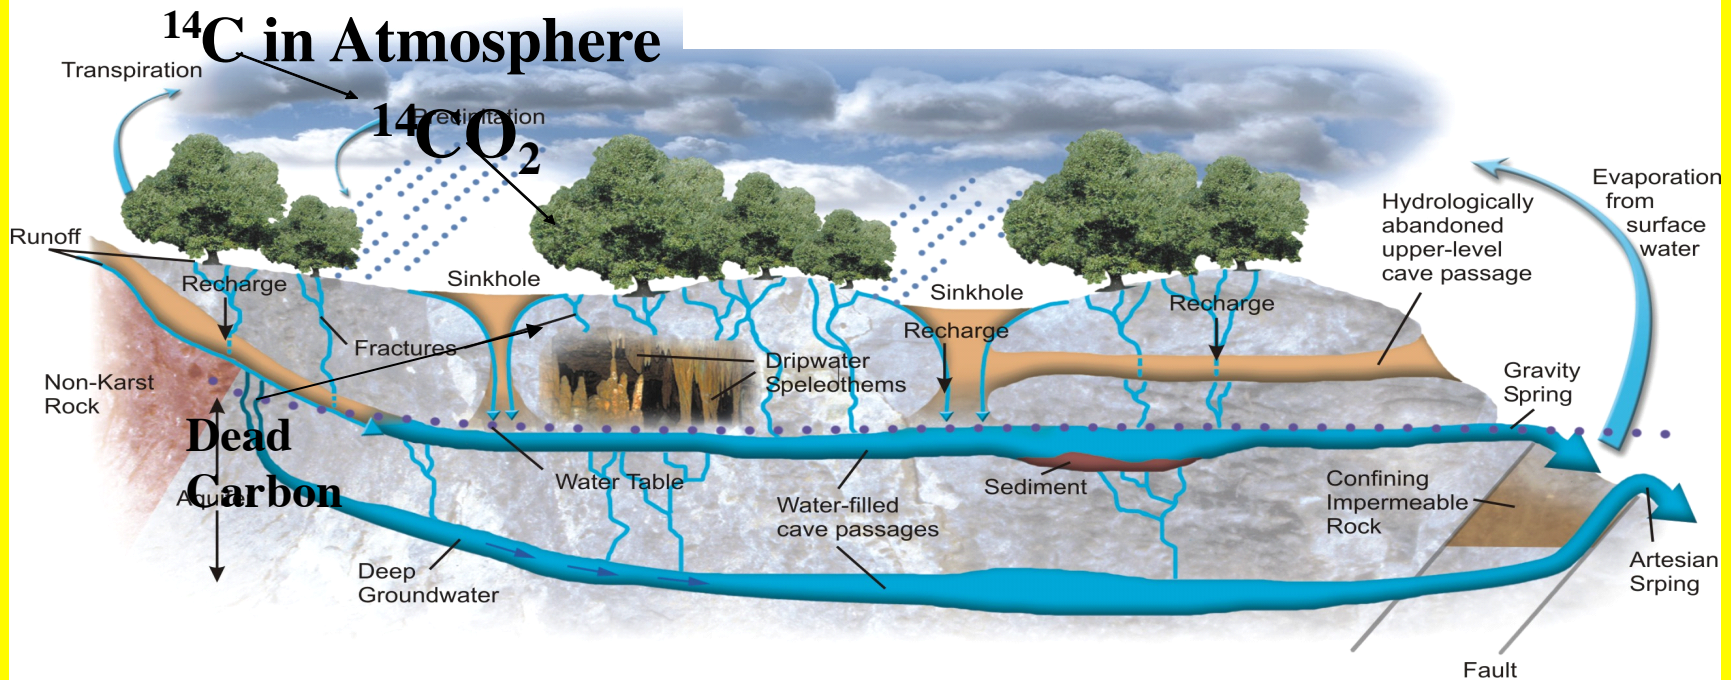 ¹⁴C in Atmosphere
Transpiration
Precipitation
¹⁴CO₂
Evaporation
from
surface
water
Hydrologically
abandoned
upper-level
cave passage
Runoff
Sinkhole
Recharge
Sinkhole
Recharge
Recharge
Fractures
Dripwater
Speleothems
Non-Karst
Rock
Gravity
Spring
Dead
Carbon
Aquifer
Water Table
Water-filled
cave passages
Sediment
Confining
Impermeable
Rock
Deep
Groundwater
Artesian
Srping
Fault